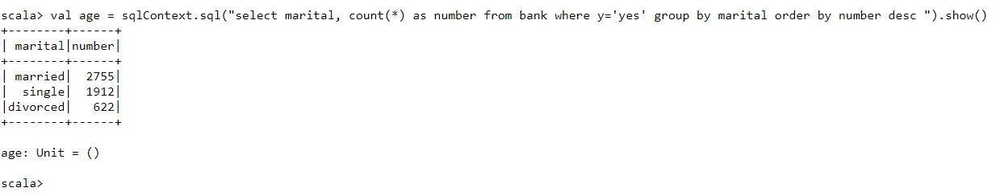 scala> val age = sqlContext.sql("select marital, count(*) as number from bank where y='yes' group by marital order by number desc ").show()
+--------+------+
| marital|number|
+--------+------+
| married|  2755|
|  single|  1912|
|divorced|   622|
+--------+------+
age: Unit = ()
scala>